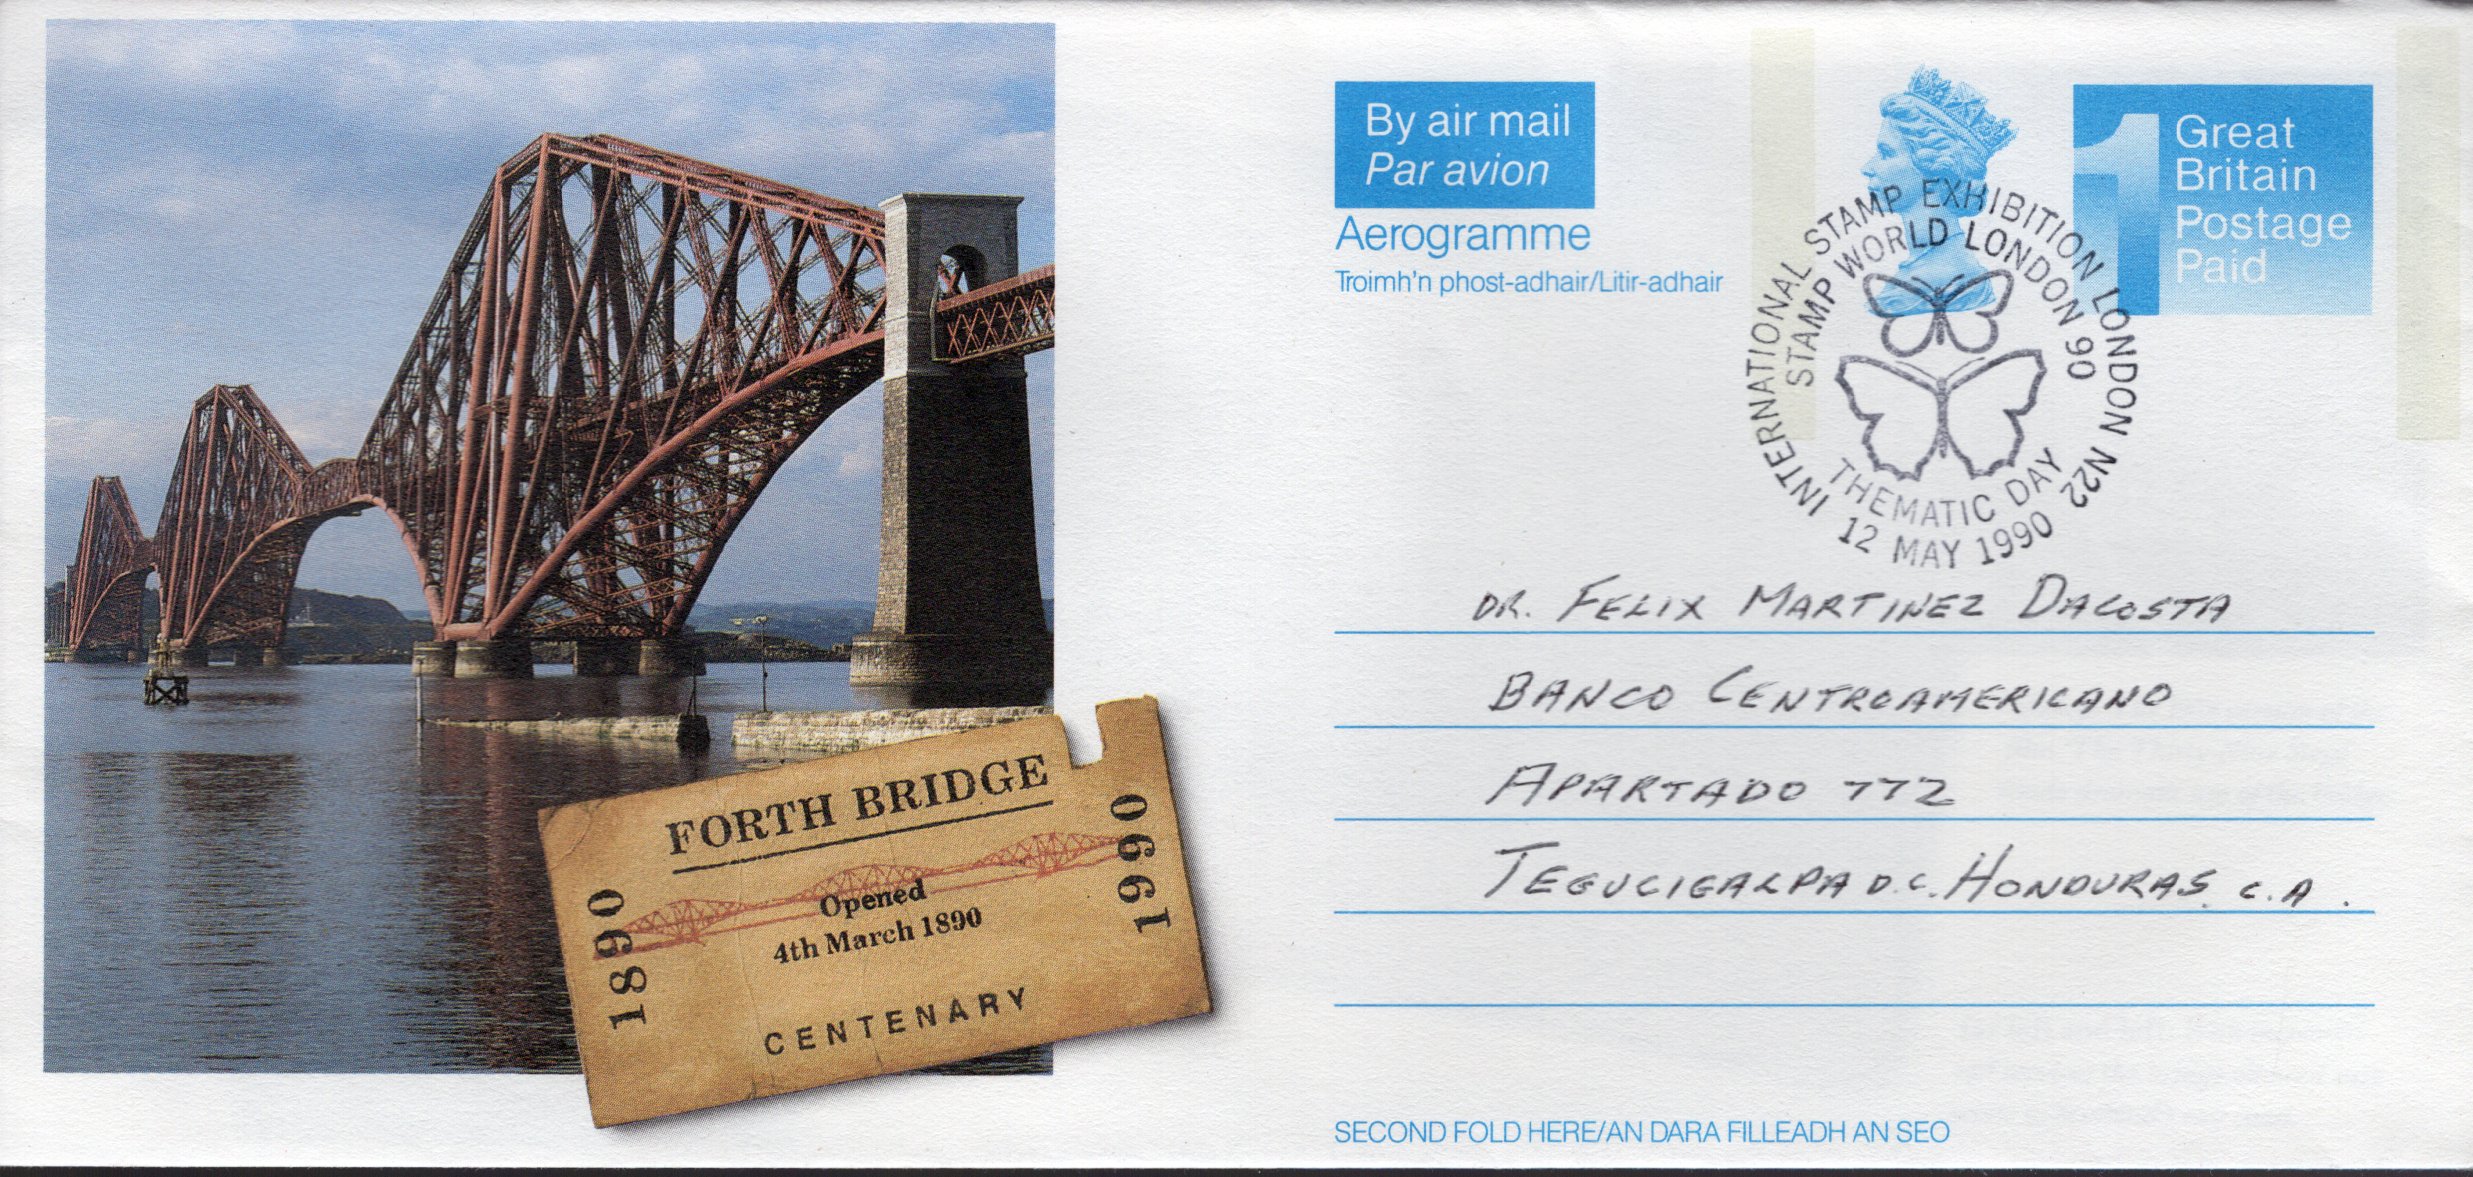 By air mail
Par avion
Aerogramme
Troimh'n phost-adhair/Litir-adhair
1
Great
Britain
Postage
Paid
INTERNATIONAL STAMP EXHIBITION LONDON N22
STAMP WORLD LONDON 90
THEMATIC DAY
12 MAY 1990
DR. FELIX MARTINEZ DACOSTA
BANCO CENTROAMERICANO
APARTADO 772
TEGUCIGALPA D.C. HONDURAS. C.A.
FORTH BRIDGE
1890
Opened
4th March 1890
1990
CENTENARY
SECOND FOLD HERE/AN DARA FILLEADH AN SEO